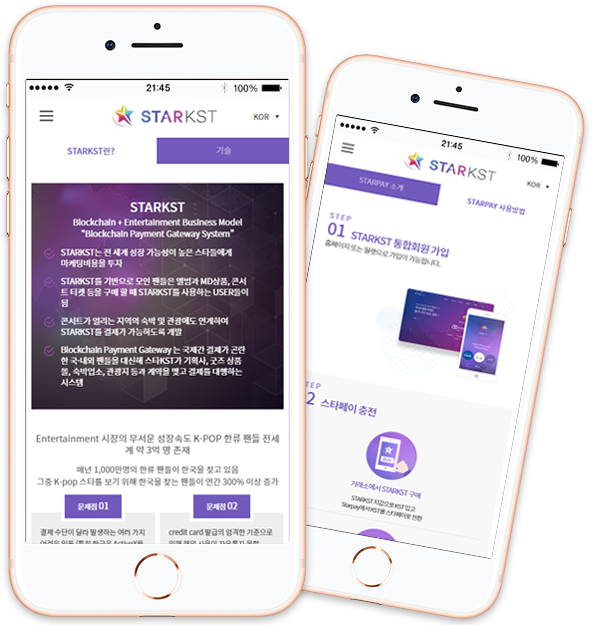 21:45
100%
STARKST
KOR
STARKST란?
기술
STARKST
Blockchain + Entertainment Business Model
"Blockchain Payment Gateway System"
STARKST는 전 세계 성장 가능성이 높은 스타들에게
마케팅비용을 투자
STARKST를 기반으로 모인 팬들은 앨범과 MD상품, 콘서
트 티켓 등을 구매 할 때 STARKST를 사용하는 USER들이
됨
콘서트가 열리는 지역의 숙박 및 관광에도 연계하여
STARKST를 결제가 가능하도록 개발
Blockchain Payment Gateway 는 국제간 결제가 곤란
한 국·내외 팬들을 대신해 스타KST가 기획사, 굿즈 상품
몰, 숙박업소, 관광지 등과 계약을 맺고 결제를 대행하는
시스템
Entertainment 시장의 무서운 성장속도 K-POP 한류 팬들 전세
계 약 3억 명 존재
매년 1,000만명의 한류 팬들이 한국을 찾고 있음
그중 K-pop 스타를 보기 위해 한국을 찾는 팬들이 연간 300% 이상 증가
문제점 01
문제점 02
결제 수단이 달라 발생하는 여러 가지
credit card 발급의 엄격한 기준으로
21:45
100%
STARKST
KOR
STARPAY 소개
STARPAY 사용방법
STEP
01 STARKST 통합회원 가입
홈페이지 또는 월렛으로 가입이 가능합니다.
TEP
2 스타페이 충전
거래소에서 STARKST 구매
STARKST 지갑으로 KST 입고
Starpay에서 KST를 스타페이로 전환